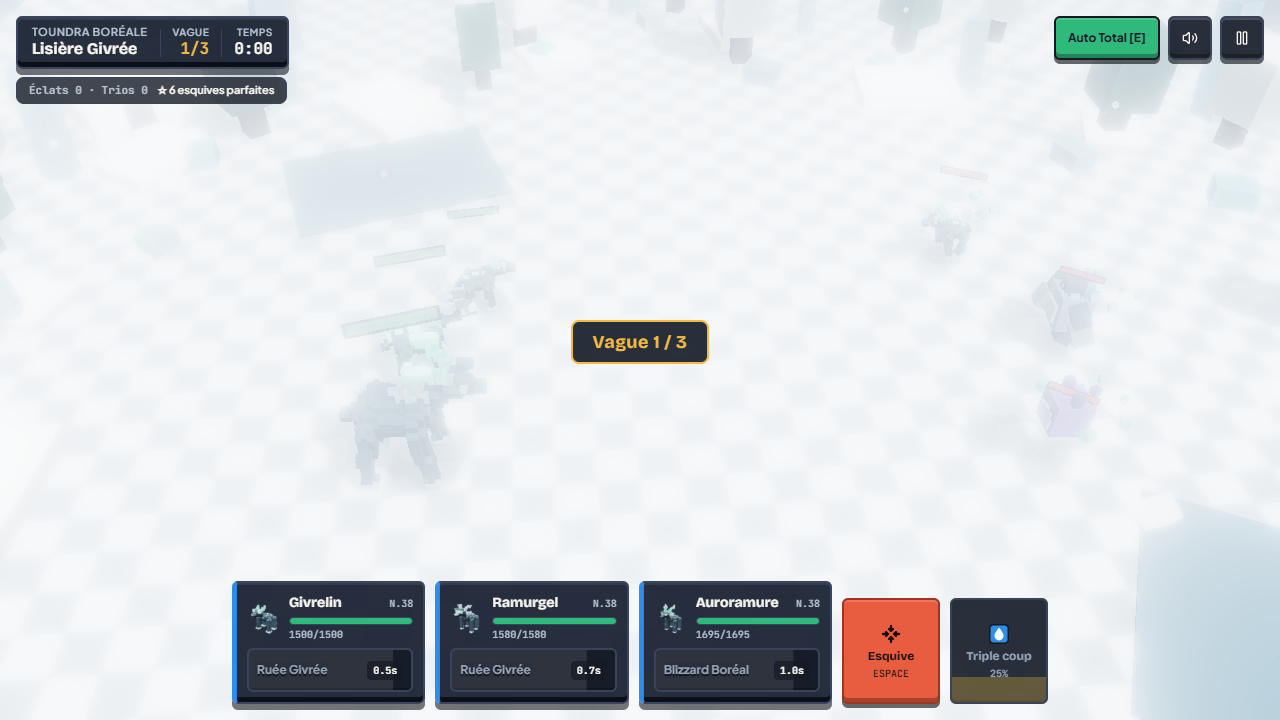 TOUNDRA BORÉALE
Lisière Givrée
VAGUE
1/3
TEMPS
0:00
Éclats 0 · Trios 0 ★ 6 esquives parfaites
Auto Total [E]
Vague 1 / 3
Givrelin N.38
1500/1500
Ruée Givrée 0.5s
Ramurgel N.38
1580/1580
Ruée Givrée 0.7s
Auroramure N.38
1695/1695
Blizzard Boréal 1.0s
Esquive
ESPACE
Triple coup
25%